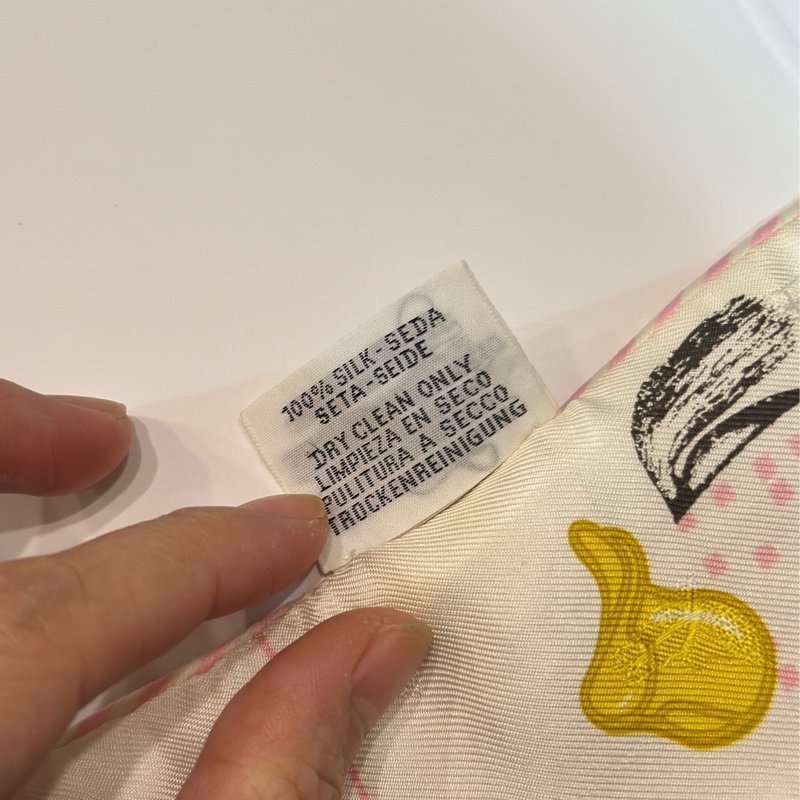 100% SILK - SEDA
SETA - SEIDE
DRY CLEAN ONLY
LIMPIEZA EN SECO
PULITURA A SECCO
TROCKENREINIGUNG